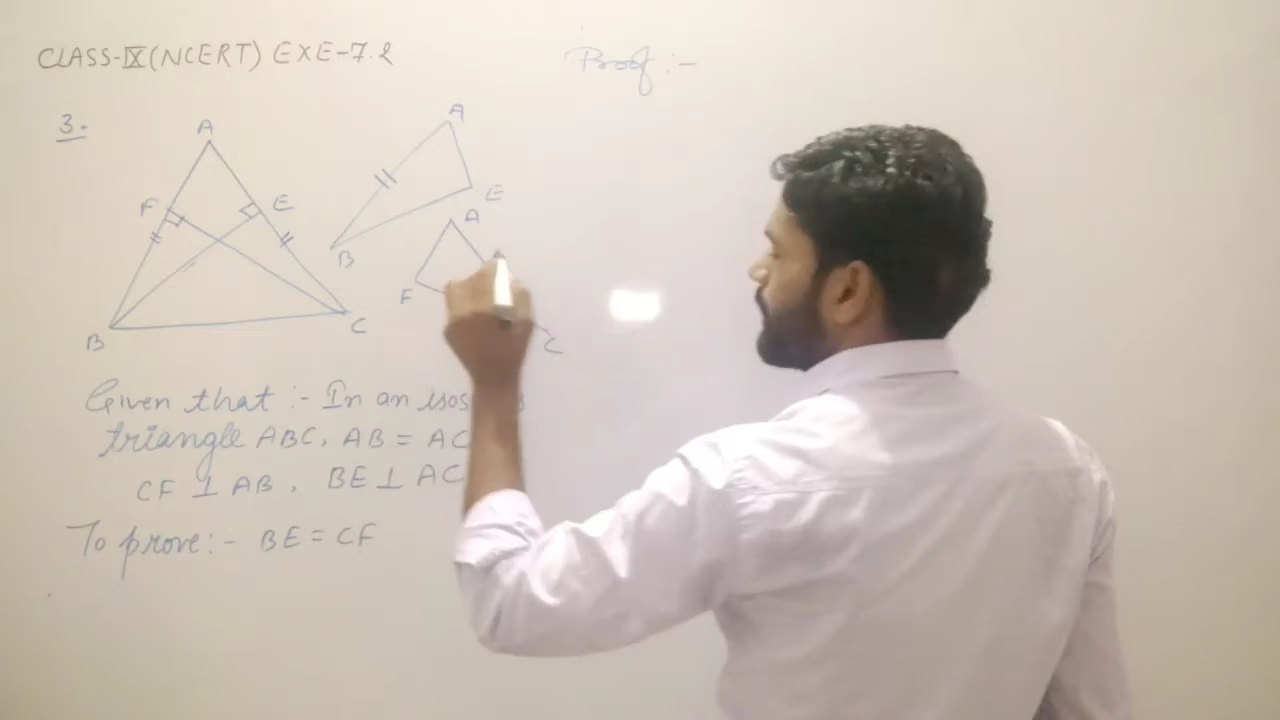 CLASS-IX (NCERT) EXE-7.2
Proof :-
3.
A
F
E
B
C
A
E
B
A
F
C
Given that :- In an isos
triangle ABC, AB = AC
CF ⊥ AB, BE ⊥ AC
To prove :- BE = CF